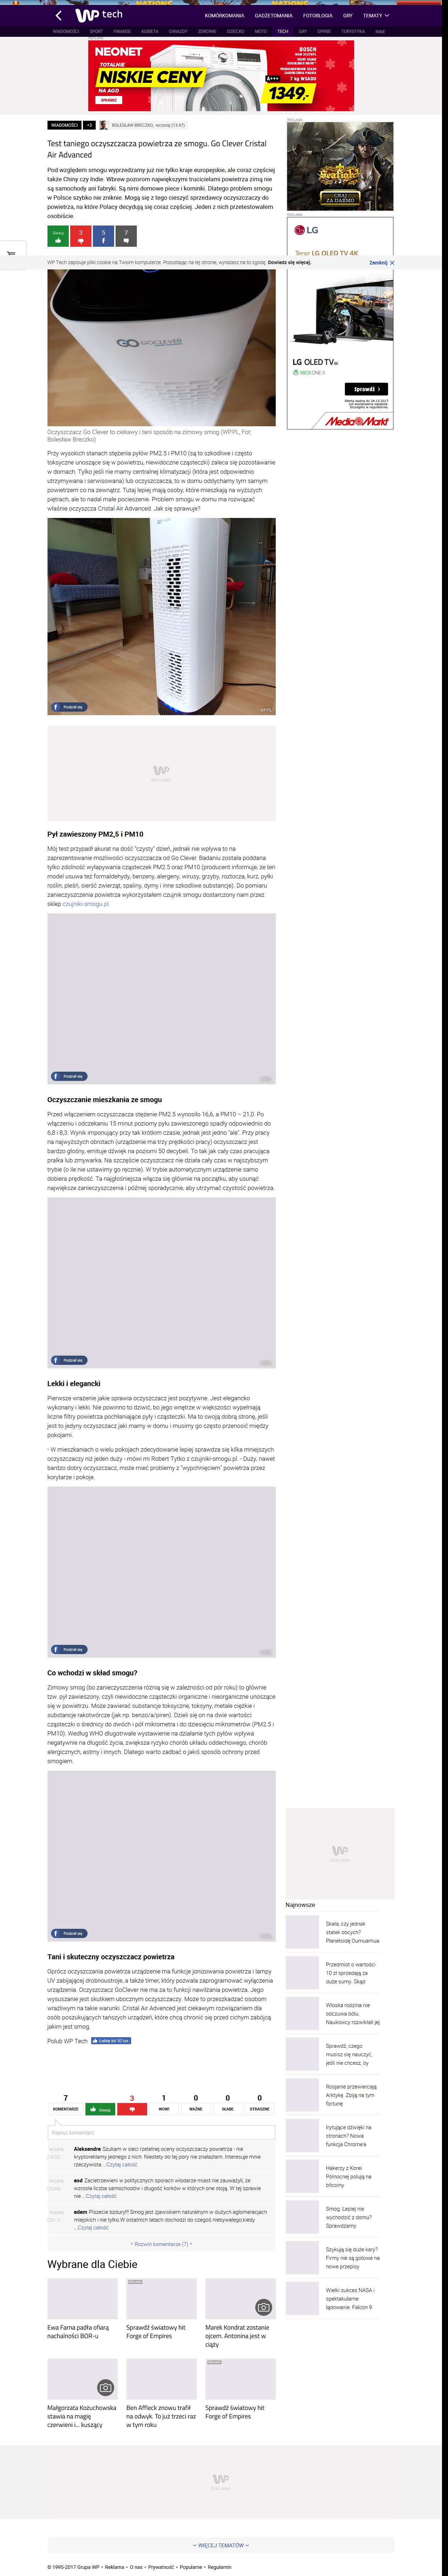 WP tech
KOMÓRKOMANIA GADŻETOMANIA FOTOBLOGIA GRY TEMATY
WIADOMOŚCI SPORT FINANSE KOBIETA GWIAZDY ZDROWIE DZIECKO MOTO TECH GRY OPINIE TURYSTYKA INNE
REKLAMA
NEONET
TOTALNIE
NISKIE CENY
NA AGD
SPRAWDŹ
A+++
BOSCH
1349,-
WIADOMOŚCI +3 BOLESŁAW BRECZKO, wczoraj (13:47)
Test taniego oczyszczacza powietrza ze smogu. Go Clever Cristal
Air Advanced
Pod względem smogu wyprzedzamy już nie tylko kraje europejskie, ale coraz częściej
także Chiny czy Indie. Wbrew pozorom największymi trucicielami powietrza zimą nie
są samochody ani fabryki. Są nimi domowe piece i kominki. Dlatego problem smogu
w Polsce szybko nie zniknie. Mogą się z tego cieszyć sprzedawcy oczyszczaczy do
powietrza, na które Polacy decydują się coraz częściej. Jeden z nich przetestowałem
osobiście.
Głosuj 3 5 7
WP Tech zapisuje pliki cookie na Twoim komputerze. Pozostając na tej stronie, wyrażasz na to zgodę. Dowiedz się więcej.
Zamknij
REKLAMA
Seafight
GRAJ
ZA DARMO
REKLAMA
LG
Teraz LG OLED TV 4K
LG OLED TV 4K
XBOX ONE X
Sprawdź
Oferta ważna do 26.12.2017
Media Markt
GOCLEVER
Oczyszczacz Go Clever to ciekawy i tani sposób na zimowy smog (WP.PL, Fot.
Bolesław Breczko)
Przy wysokich stanach stężenia pyłów PM2,5 i PM10 (są to szkodliwe i często
toksyczne unoszące się w powietrzu, niewidoczne cząsteczki) zaleca się pozostawanie
w domach. Tylko jeśli nie mamy centralnej klimatyzacji (która jest odpowiednio
utrzymywana i serwisowana) lub oczyszczacza, to w domu oddychamy tym samym
powietrzem co na zewnątrz. Tutaj lepiej mają osoby, które mieszkają na wyższych
piętrach, ale to nadal małe pocieszenie. Problem smogu w domu ma rozwiązać
właśnie oczyszcza Cristal Air Advanced. Jak się sprawuje?
Podziel się
WP.PL
WP
REKLAMA
Pył zawieszony PM2,5 i PM10
Mój test przypadł akurat na dość "czysty" dzień, jednak nie wpływa to na
zaprezentowanie możliwości oczyszczacza od Go Clever. Badaniu została poddana
tylko zdolność wyłapywania cząsteczek PM2.5 oraz PM10 (producent informuje, że ten
model usuwa też formaldehydy, benzeny, alergeny, wirusy, grzyby, roztocza, kurz, pyłki
roślin, pleśń, sierść zwierząt, spaliny, dymy i inne szkodliwe substancje). Do pomiaru
zanieczyszczenia powietrza wykorzystałem czujnik smogu dostarczony nam przez
sklep czujniki-smogu.pl.
Podziel się
Oczyszczanie mieszkania ze smogu
Przed włączeniem oczyszczacza stężenie PM2.5 wynosiło 16,6, a PM10 – 21,0. Po
włączeniu i odczekaniu 15 minut poziomy pyłu zawieszonego spadły odpowiednio do
6,8 i 8,3. Wynik imponujący przy tak krótkim czasie, jednak jest jedno "ale". Przy pracy
na najwyższych obrotach (urządzenie ma trzy prędkości pracy) oczyszczacz jest
bardzo głośny, emituje dźwięk na poziomi 50 decybeli. To tak jak cały czas pracująca
pralka lub zmywarka. Na szczęście oczyszczacz nie działa cały czas w najszybszym
trybie (o ile nie ustawimy go ręcznie). W trybie automatycznym urządzenie samo
dobiera prędkość. Ta najgłośniejsza włącza się głównie na początku, aby usunąć
największe zanieczyszczenia i później sporadycznie, aby utrzymać czystość powietrza.
Podziel się
Lekki i elegancki
Pierwsze wrażenie jakie sprawia oczyszczacz jest pozytywne. Jest elegancko
wykonany i lekki. Nie powinno to dziwić, bo jego wnętrze w większości wypełniają
liczne filtry powietrza pochłaniające pyły i cząsteczki. Ma to swoją dobrą stronę, jeśli
jest to jedyny oczyszczacz jaki mamy w domu i musimy go często przenosić między
pokojami.
- W mieszkaniach o wielu pokojach zdecydowanie lepiej sprawdza się kilka mniejszych
oczyszczaczy niż jeden duży - mówi mi Robert Tytko z czujniki-smogu.pl. - Duży, nawet
bardzo dobry oczyszczacz, może mieć problemy z "wypchnięciem" powietrza przez
korytarze i pokoje.
Podziel się
Co wchodzi w skład smogu?
Zimowy smog (bo zanieczyszczenia różnią się w zależności od pór roku) to głównie
tzw. pył zawieszony, czyli niewidoczne cząsteczki organiczne i nieorganiczne unoszące
się w powietrzu. Może zawierać substancje toksyczne, toksyny, metale ciężkie i unosząc
substancje rakotwórcze (jak np. benzo/a/piren). Dzieli się on na dwie wartości:
cząsteczki o średnicy do dwóch i pół mikrometra i do dziesięciu mikrometrów (PM2.5 i
PM10). Według WHO długotrwałe wystawianie na działanie tych pyłów wpływa
negatywnie na długość życia, zwiększa ryzyko chorób układu oddechowego, chorób
alergicznych, astmy i innych. Dlatego warto zadbać o jakiś sposób ochrony przed
smogiem.
Podziel się
Tani i skuteczny oczyszczacz powietrza
Oprócz oczyszczania powietrza urządzenie ma funkcje jonizowania powietrza i lampy
UV zabijającej drobnoustroje, a także timer, który pozwala zaprogramować włączenia
urządzenia. Oczyszczacz GoClever nie ma za to funkcji nawilżania. Wysuszone
powietrze jest skutkiem ubocznym oczyszczaczy. Może to przeszkadzać osobom
wrażliwym na takie warunki. Cristal Air Advanced jest ciekawym rozwiązaniem dla
osób poszukujących tanich urządzeń, które chcą chronić się przed smogiem zarówno
jakim jest smog.
Polub WP Tech
WP
REKLAMA
Najnowsze
Skała, czy jednak
statek obcych?
Planetoidę Oumuamua
Przedmiot o wartości
10 zł sprzedają za
duże sumy. Skąd
Włoska rodzina nie
odczuwa bólu.
Naukowcy rozwikłali jej
Sprawdź, czego
musisz się nauczyć,
jeśli nie chcesz, by
Rosjanie przewiercają
Arktykę. Zbiją na tym
fortunę
Irytujące dźwięki na
stronach? Nowa
funkcja Chrome'a
Hakerzy z Korei
Północnej polują na
bitcoiny
Smog. Lepiej nie
wychodzić z domu?
Sprawdzamy
Szykują się duże kary?
Firmy nie są gotowe na
nowe przepisy
Wielki sukces NASA i
spektakularne
lądowanie. Falcon 9
7 3 1 0 0 0
KOMENTARZE Głosuj WOW! WAŻNE SŁABE STRASZNE
Napisz komentarz
Aleksandra Szukam w sieci rzetelnej oceny oczyszczaczy powietrza - nie
kryptoreklamy jednego z nich. Niestety do tej pory nie znalazłam. Interesuje mnie
rzeczywista ...Czytaj całość
asd Zacietrzewieni w politycznych sporach włodarze miast nie zauważyli, że
wzrosła liczba samochodów i długość korków w których one stoją. W tej sprawie
nie ...Czytaj całość
adam Piszecie bzdury!!! Smog jest zjawiskiem naturalnym w dużych aglomeracjach
miejskich i nie tylko.W ostatnich latach dochodzi do czegoś niebywałego,kiedy
...Czytaj całość
Rozwiń komentarze (7)
Wybrane dla Ciebie
REKLAMA
Ewa Farna padła ofiarą
nachalności BOR-u
Sprawdź światowy hit
Forge of Empires
Marek Kondrat zostanie
ojcem. Antonina jest w
ciąży
REKLAMA
Małgorzata Kożuchowska
stawia na magię
czerwieni i... kuszący
Ben Affleck znowu trafił
na odwyk. To już trzeci raz
w tym roku
Sprawdź światowy hit
Forge of Empires
WP
REKLAMA
WIĘCEJ TEMATÓW
© 1995-2017 Grupa WP • Reklama • O nas • Prywatność • Popularne • Regulamin